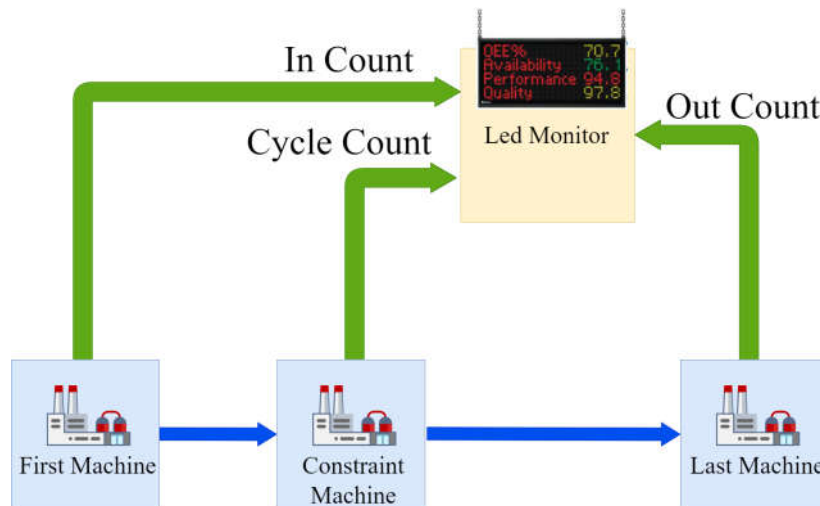 In Count
OEE% 70.7
Availability 76.1
Performance 94.8
Quality 97.8
Out Count
Cycle Count
Led Monitor
First Machine
Constraint
Machine
Last Machine